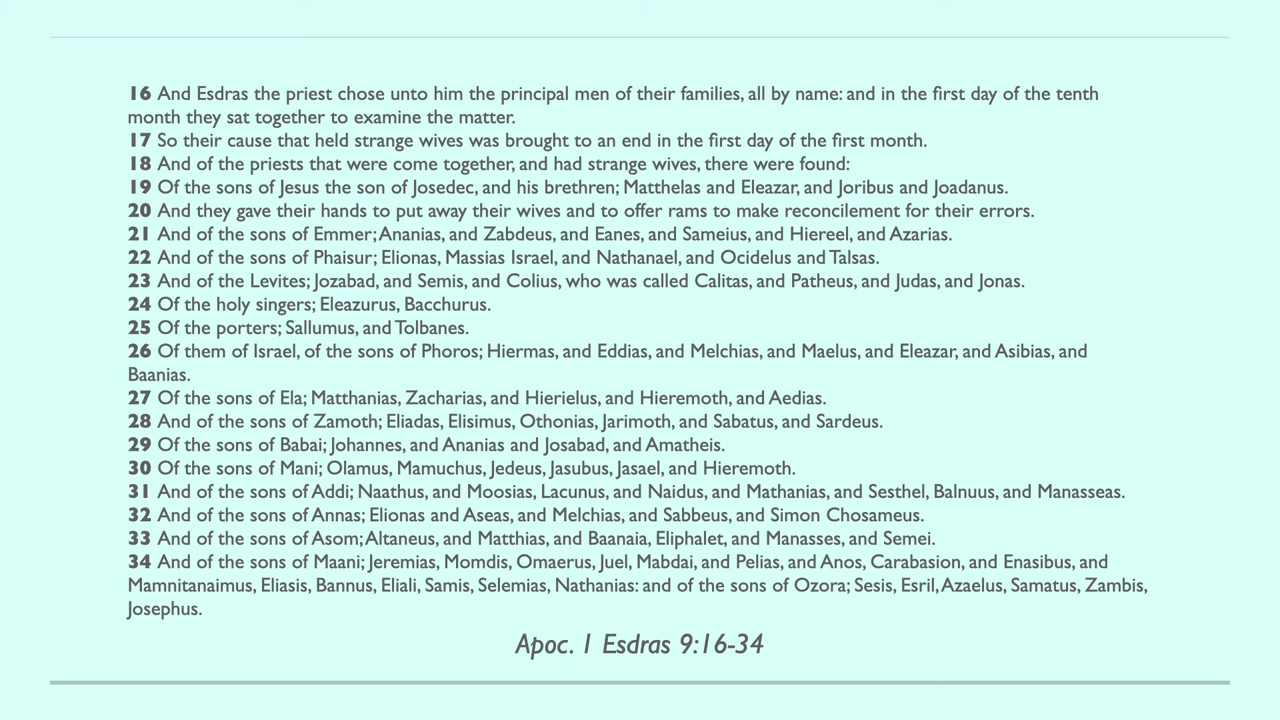 16 And Esdras the priest chose unto him the principal men of their families, all by name: and in the first day of the tenth
month they sat together to examine the matter.
17 So their cause that held strange wives was brought to an end in the first day of the first month.
18 And of the priests that were come together, and had strange wives, there were found:
19 Of the sons of Jesus the son of Josedec, and his brethren; Matthelas and Eleazar, and Joribus and Joadanus.
20 And they gave their hands to put away their wives and to offer rams to make reconcilement for their errors.
21 And of the sons of Emmer; Ananias, and Zabdeus, and Eanes, and Sameius, and Hiereel, and Azarias.
22 And of the sons of Phaisur; Elionas, Massias Israel, and Nathanael, and Ocidelus and Talsas.
23 And of the Levites; Jozabad, and Semis, and Colius, who was called Calitas, and Patheus, and Judas, and Jonas.
24 Of the holy singers; Eleazurus, Bacchurus.
25 Of the porters; Sallumus, and Tolbanes.
26 Of them of Israel, of the sons of Phoros; Hiermas, and Eddias, and Melchias, and Maelus, and Eleazar, and Asibias, and
Baanias.
27 Of the sons of Ela; Matthanias, Zacharias, and Hierielus, and Hieremoth, and Aedias.
28 And of the sons of Zamoth; Eliadas, Elisimus, Othonias, Jarimoth, and Sabatus, and Sardeus.
29 Of the sons of Babai; Johannes, and Ananias and Josabad, and Amatheis.
30 Of the sons of Mani; Olamus, Mamuchus, Jedeus, Jasubus, Jasael, and Hieremoth.
31 And of the sons of Addi; Naathus, and Moosias, Lacunus, and Naidus, and Mathanias, and Sesthel, Balnuus, and Manasseas.
32 And of the sons of Annas; Elionas and Aseas, and Melchias, and Sabbeus, and Simon Chosameus.
33 And of the sons of Asom; Altaneus, and Matthias, and Baanaia, Eliphalet, and Manasses, and Semei.
34 And of the sons of Maani; Jeremias, Momdis, Omaerus, Juel, Mabdai, and Pelias, and Anos, Carabasion, and Enasibus, and
Mamnitanaimus, Eliasis, Bannus, Eliali, Samis, Selemias, Nathanias: and of the sons of Ozora; Sesis, Esril, Azaelus, Samatus, Zambis,
Josephus.
Apoc. 1 Esdras 9:16-34